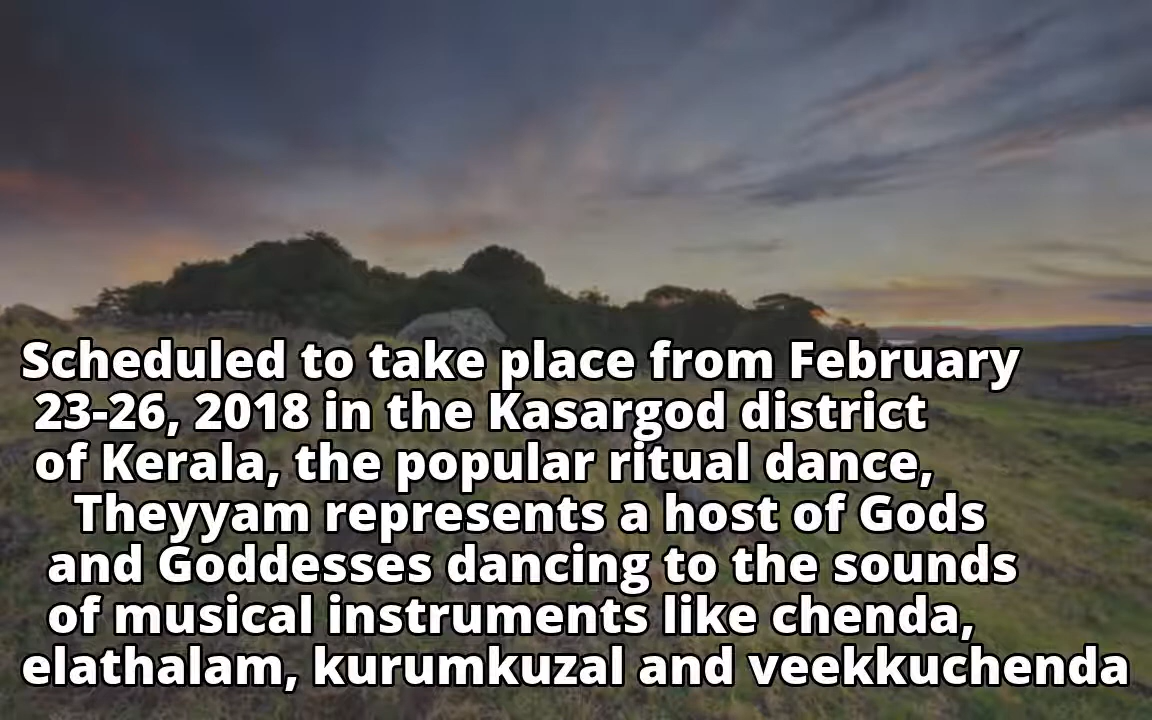 Scheduled to take place from February
23-26, 2018 in the Kasargod district
of Kerala, the popular ritual dance,
Theyyam represents a host of Gods
and Goddesses dancing to the sounds
of musical instruments like chenda,
elathalam, kurumkuzal and veekkuchenda